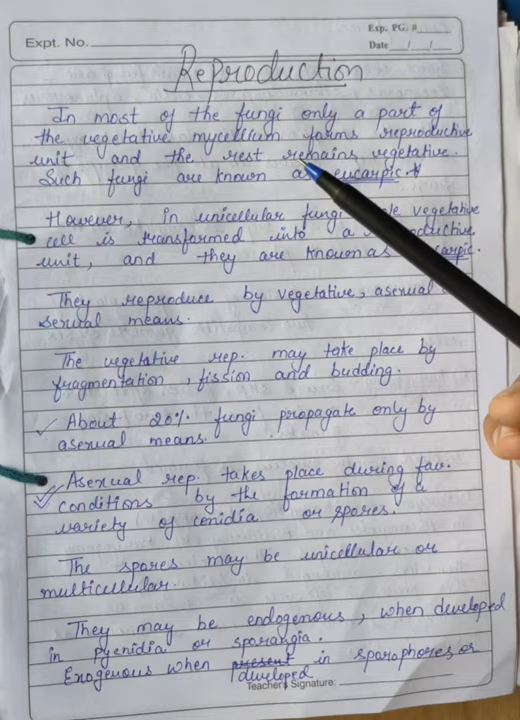 Exp. PG. #
Expt. No.
Date / /
Reproduction
In most of the fungi only a part of
the vegetative mycellium forms reproductive
unit and the rest remains vegetative.
Such fungi are known as eucarpic.
However, in unicellular fungi vegetative
cell is transformed into a
unit, and they are known as
They reproduce by vegetative, asexual
sexual means.
The vegetative rep. may take place by
fragmentation, fission and budding.
About 20% fungi propagate only by
asexual means.
Asexual rep. takes place during fav.
conditions by the formation of a
variety of conidia or spores.
The spores may be unicellular or
multicellular.
They may be endogenous, when developed
in pycnidia or sporangia.
Exogenous when present in sporophores or
developed
Teacher's Signature: